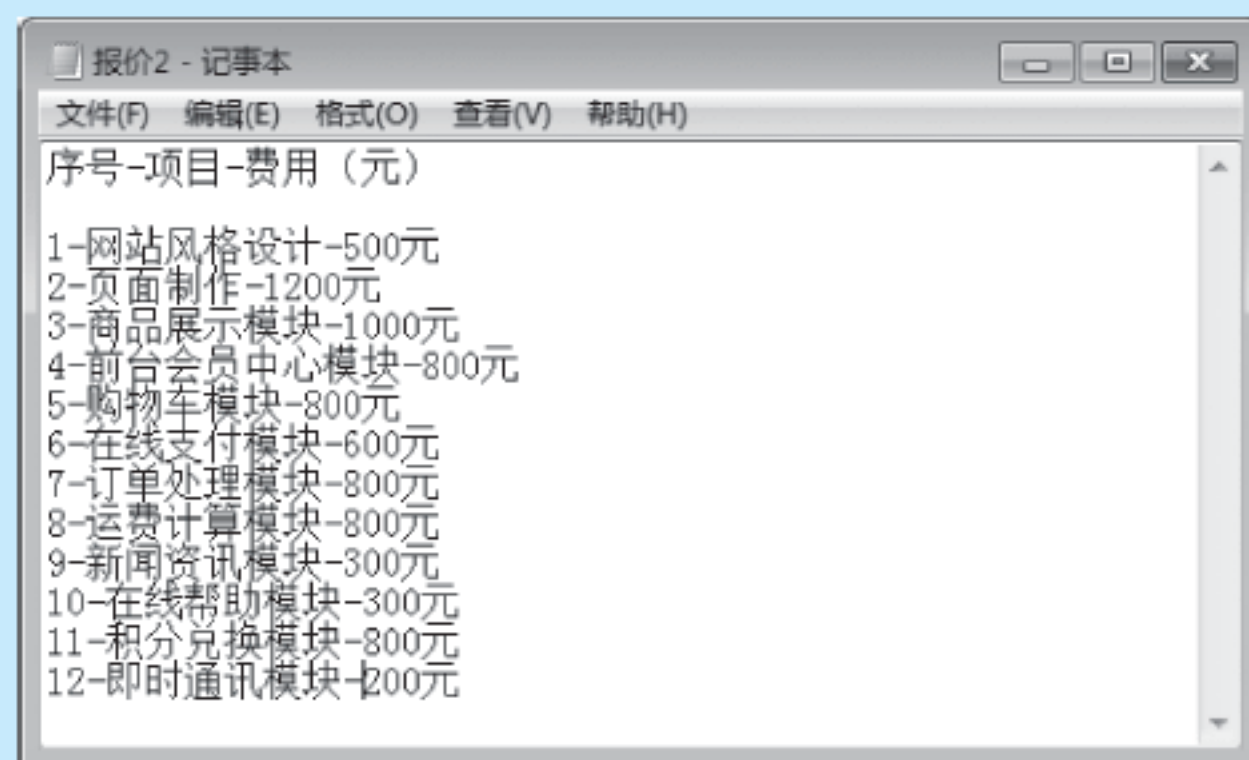 报价2 - 记事本
文件(F) 编辑(E) 格式(O) 查看(V) 帮助(H)
序号-项目-费用（元）
1-网站风格设计-500元
2-页面制作-1200元
3-商品展示模块-1000元
4-前台会员中心模块-800元
5-购物车模块-800元
6-在线支付模块-600元
7-订单处理模块-800元
8-运费计算模块-800元
9-新闻资讯模块-300元
10-在线帮助模块-300元
11-积分兑换模块-800元
12-即时通讯模块-200元